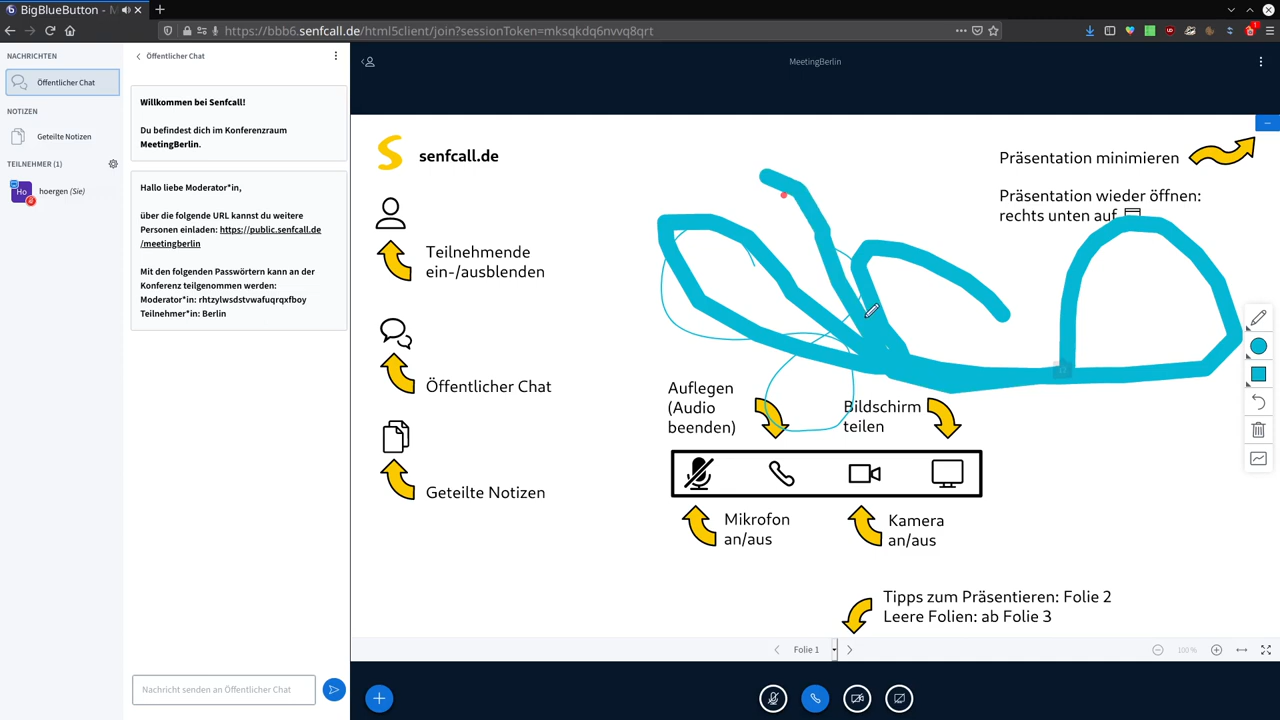 BigBlueButton - M
https://bbb6.senfcall.de/html5client/join?sessionToken=mksqkdq6nvvq8qrt
NACHRICHTEN
Öffentlicher Chat
NOTIZEN
Geteilte Notizen
TEILNEHMER (1)
Ho
hoergen (Sie)
Öffentlicher Chat
Willkommen bei Senfcall!
Du befindest dich im Konferenzraum
MeetingBerlin.
Hallo liebe Moderator*in,
über die folgende URL kannst du weitere
Personen einladen: https://public.senfcall.de
/meetingberlin
Mit den folgenden Passwörtern kann an der
Konferenz teilgenommen werden:
Moderator*in: rhtzylwsdstvwafuqrqxfboy
Teilnehmer*in: Berlin
Nachricht senden an Öffentlicher Chat
MeetingBerlin
senfcall.de
Präsentation minimieren
Präsentation wieder öffnen:
rechts unten auf
Teilnehmende
ein-/ausblenden
Öffentlicher Chat
Geteilte Notizen
Auflegen
(Audio
beenden)
Bildschirm
teilen
Mikrofon
an/aus
Kamera
an/aus
Tipps zum Präsentieren: Folie 2
Leere Folien: ab Folie 3
Folie 1
100 %